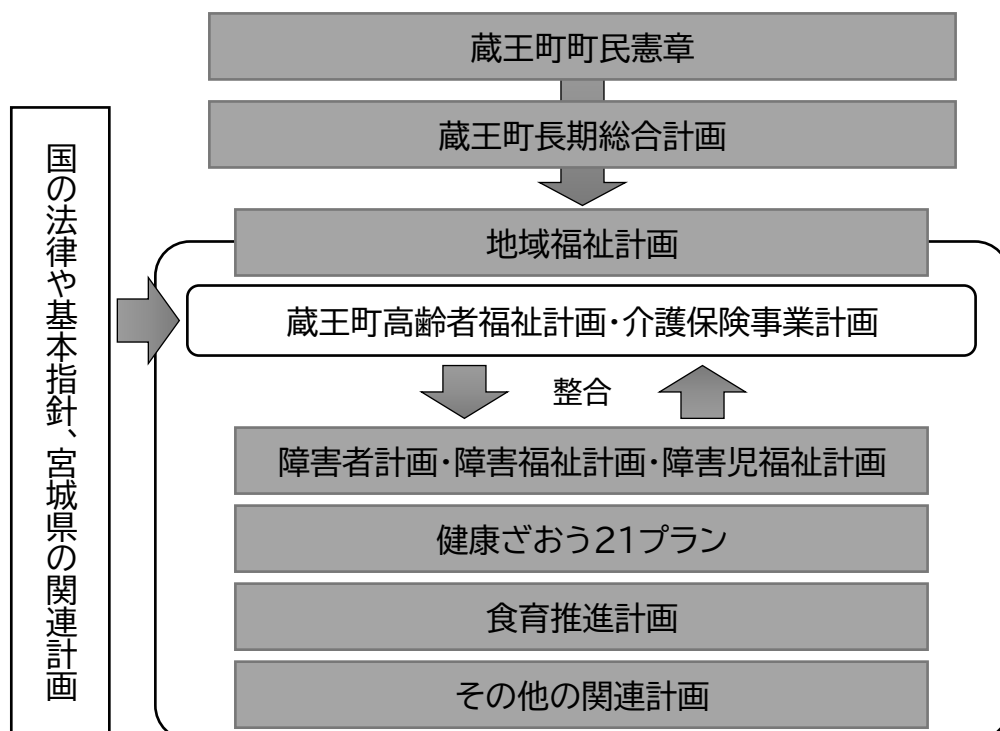 蔵王町町民憲章
蔵王町長期総合計画
国の法律や基本指針、宮城県の関連計画
地域福祉計画
蔵王町高齢者福祉計画・介護保険事業計画
整合
障害者計画・障害福祉計画・障害児福祉計画
健康ざおう21プラン
食育推進計画
その他の関連計画